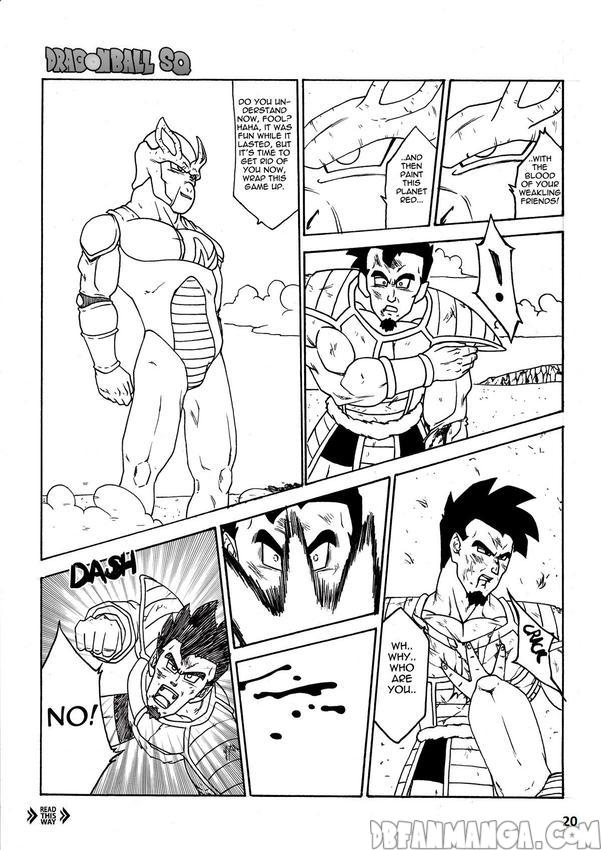 DRAGONBALL SQ
DO YOU UN-
DERSTAND
NOW, FOOL?
HAHA, IT WAS
FUN WHILE IT
LASTED, BUT
IT'S TIME TO
GET RID OF
YOU NOW,
WRAP THIS
GAME UP.
..AND
THEN
PAINT
THIS
PLANET
RED...
..WITH
THE
BLOOD
OF YOUR
WEAKLING
FRIENDS!
!
DASH
NO!
WH..
WHY..
WHO
ARE
YOU..
CRICK
READ
THIS
WAY
20
DBFANMANGA.COM